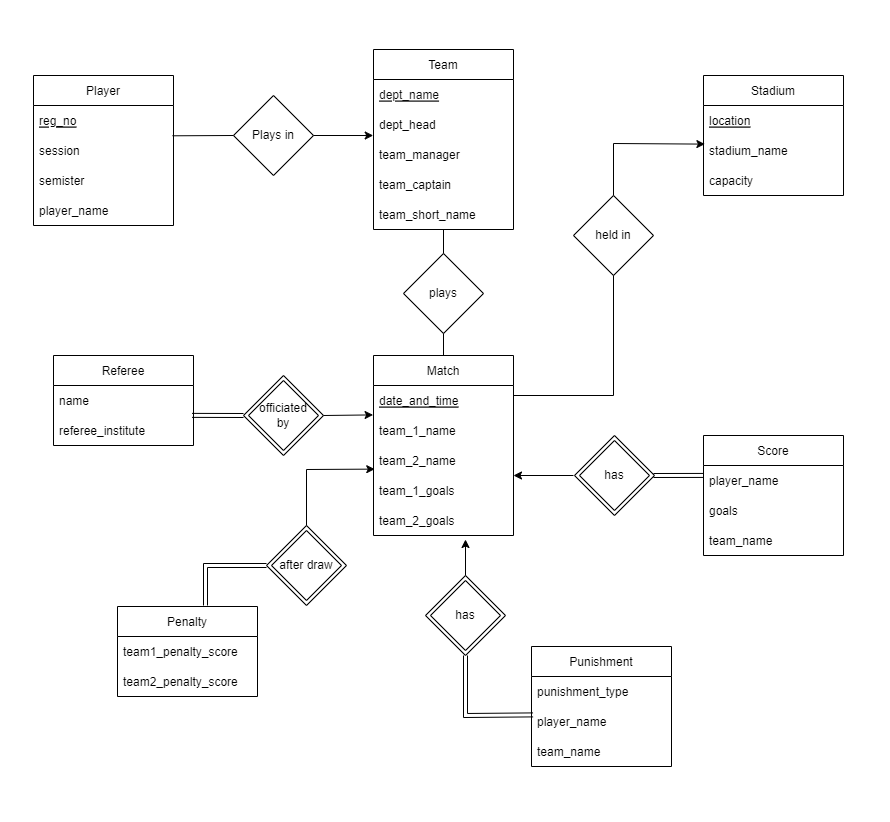 Team
dept_name
dept_head
team_manager
team_captain
team_short_name
Player
reg_no
session
semister
player_name
Plays in
Stadium
location
stadium_name
capacity
held in
plays
Referee
name
referee_institute
officiated
by
Match
date_and_time
team_1_name
team_2_name
team_1_goals
team_2_goals
has
Score
player_name
goals
team_name
after draw
Penalty
team1_penalty_score
team2_penalty_score
has
Punishment
punishment_type
player_name
team_name